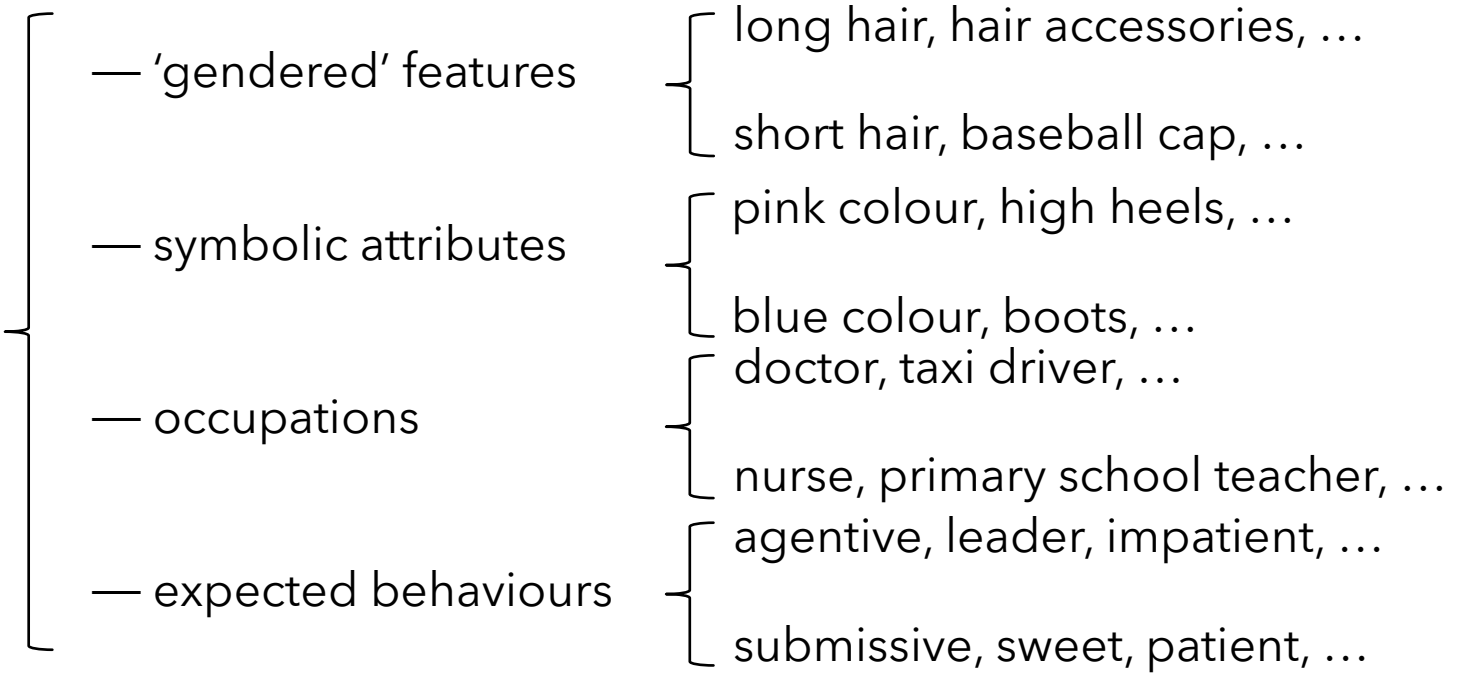 long hair, hair accessories, …
— ‘gendered’ features
short hair, baseball cap, …
pink colour, high heels, …
— symbolic attributes
blue colour, boots, …
doctor, taxi driver, …
— occupations
nurse, primary school teacher, …
agentive, leader, impatient, …
— expected behaviours
submissive, sweet, patient, …